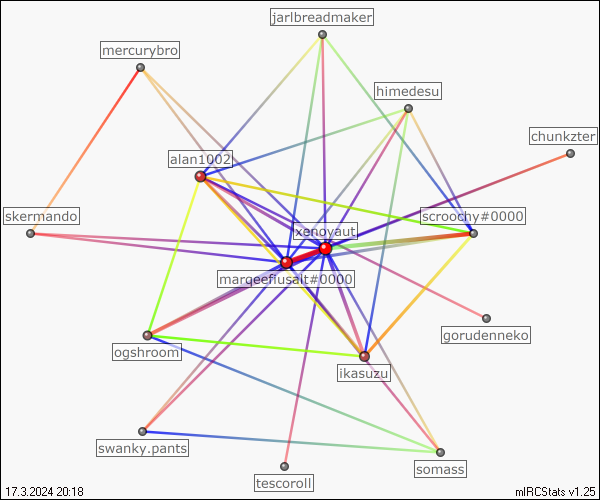 jarlbreadmaker
mercurybro
himedesu
chunkzter
alan1002
skermando
scroochy#0000
xenoyaut
margeefiusalt#0000
gorudenneko
ogshroom
ikasuzu
swanky.pants
somass
tescoroll
17.3.2024 20:18
mIRCStats v1.25